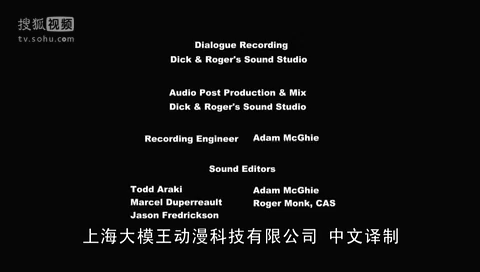 搜狐视频
tv.sohu.com
Dialogue Recording
Dick & Roger's Sound Studio
Audio Post Production & Mix
Dick & Roger's Sound Studio
Recording Engineer Adam McGhie
Sound Editors
Todd Araki Adam McGhie
Marcel Duperreault Roger Monk, CAS
Jason Fredrickson
上海大模王动漫科技有限公司 中文译制